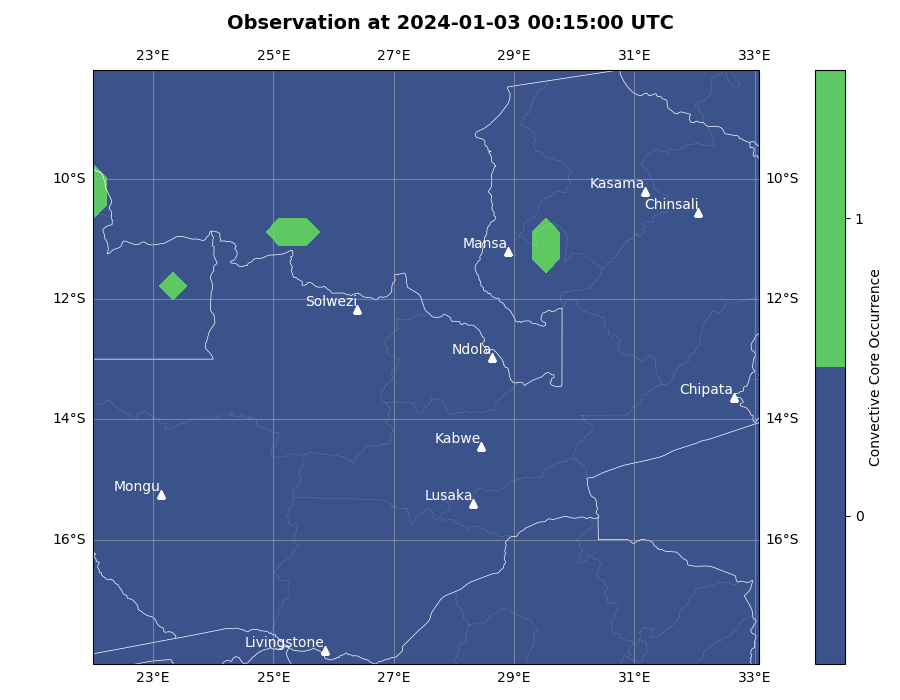 Observation at 2024-01-03 00:15:00 UTC
23°E 25°E 27°E 29°E 31°E 33°E
10°S 10°S
Kasama
Chinsali
Mansa
1
12°S 12°S
Solwezi
Ndola
Chipata
14°S 14°S
Kabwe
Mongu
Lusaka
0
16°S 16°S
Livingstone
23°E 25°E 27°E 29°E 31°E 33°E
Convective Core Occurrence